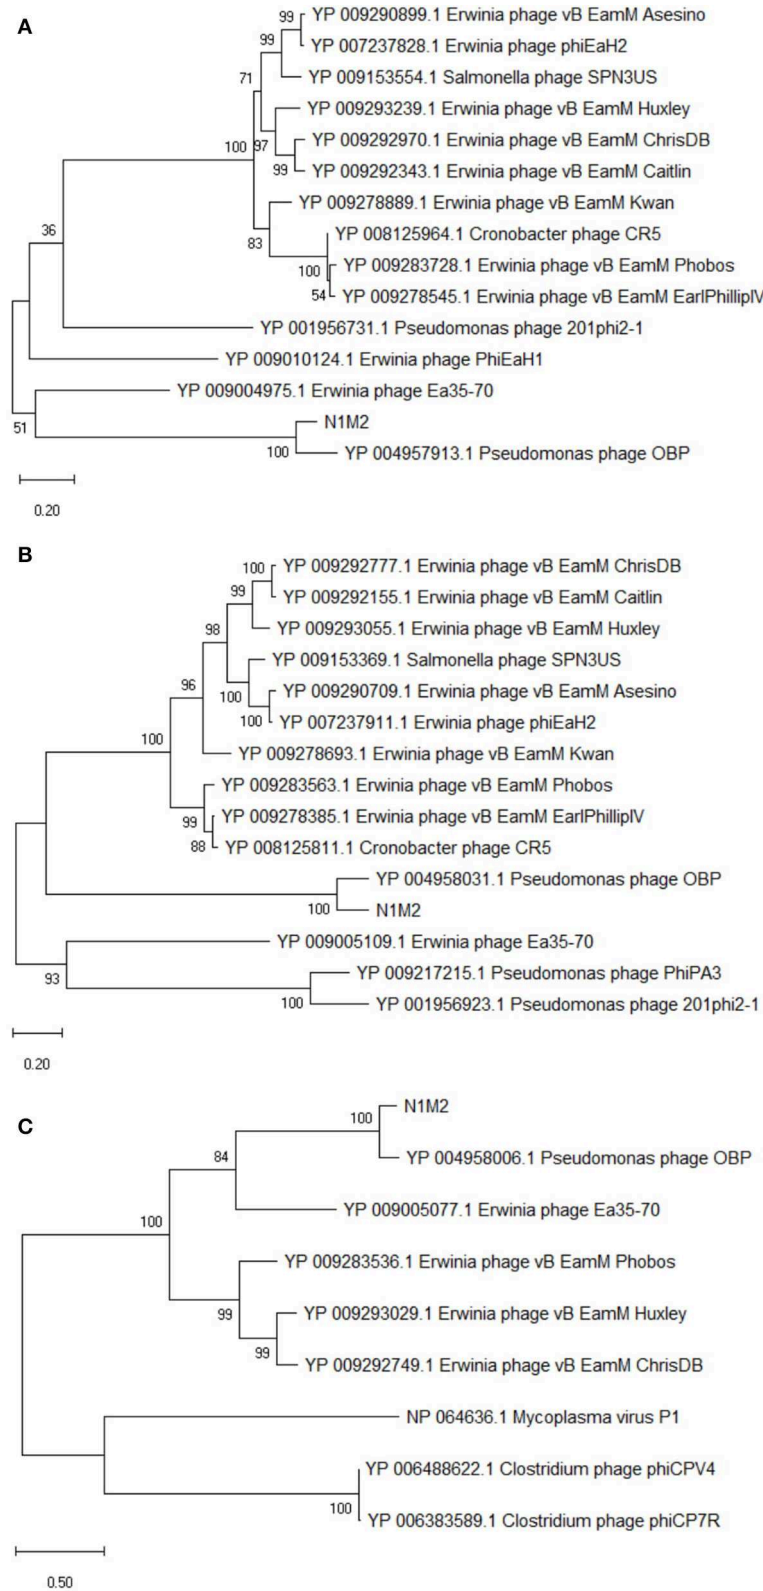 A
99
YP 009290899.1 Erwinia phage vB EamM Asesino
99
YP 007237828.1 Erwinia phage phiEaH2
71
YP 009153554.1 Salmonella phage SPN3US
YP 009293239.1 Erwinia phage vB EamM Huxley
100
97
YP 009292970.1 Erwinia phage vB EamM ChrisDB
99
YP 009292343.1 Erwinia phage vB EamM Caitlin
YP 009278889.1 Erwinia phage vB EamM Kwan
36
83
YP 008125964.1 Cronobacter phage CR5
100
YP 009283728.1 Erwinia phage vB EamM Phobos
54
YP 009278545.1 Erwinia phage vB EamM EarlPhillipIV
YP 001956731.1 Pseudomonas phage 201phi2-1
YP 009010124.1 Erwinia phage PhiEaH1
YP 009004975.1 Erwinia phage Ea35-70
51
N1M2
100
YP 004957913.1 Pseudomonas phage OBP
0.20
B
100
YP 009292777.1 Erwinia phage vB EamM ChrisDB
99
YP 009292155.1 Erwinia phage vB EamM Caitlin
98
YP 009293055.1 Erwinia phage vB EamM Huxley
YP 009153369.1 Salmonella phage SPN3US
96
100
YP 009290709.1 Erwinia phage vB EamM Asesino
100
YP 007237911.1 Erwinia phage phiEaH2
100
YP 009278693.1 Erwinia phage vB EamM Kwan
YP 009283563.1 Erwinia phage vB EamM Phobos
99
YP 009278385.1 Erwinia phage vB EamM EarlPhillipIV
88
YP 008125811.1 Cronobacter phage CR5
YP 004958031.1 Pseudomonas phage OBP
100
N1M2
YP 009005109.1 Erwinia phage Ea35-70
93
YP 009217215.1 Pseudomonas phage PhiPA3
100
YP 001956923.1 Pseudomonas phage 201phi2-1
0.20
C
100
N1M2
84
YP 004958006.1 Pseudomonas phage OBP
YP 009005077.1 Erwinia phage Ea35-70
100
YP 009283536.1 Erwinia phage vB EamM Phobos
99
YP 009293029.1 Erwinia phage vB EamM Huxley
99
YP 009292749.1 Erwinia phage vB EamM ChrisDB
NP 064636.1 Mycoplasma virus P1
YP 006488622.1 Clostridium phage phiCPV4
100
YP 006383589.1 Clostridium phage phiCP7R
0.50